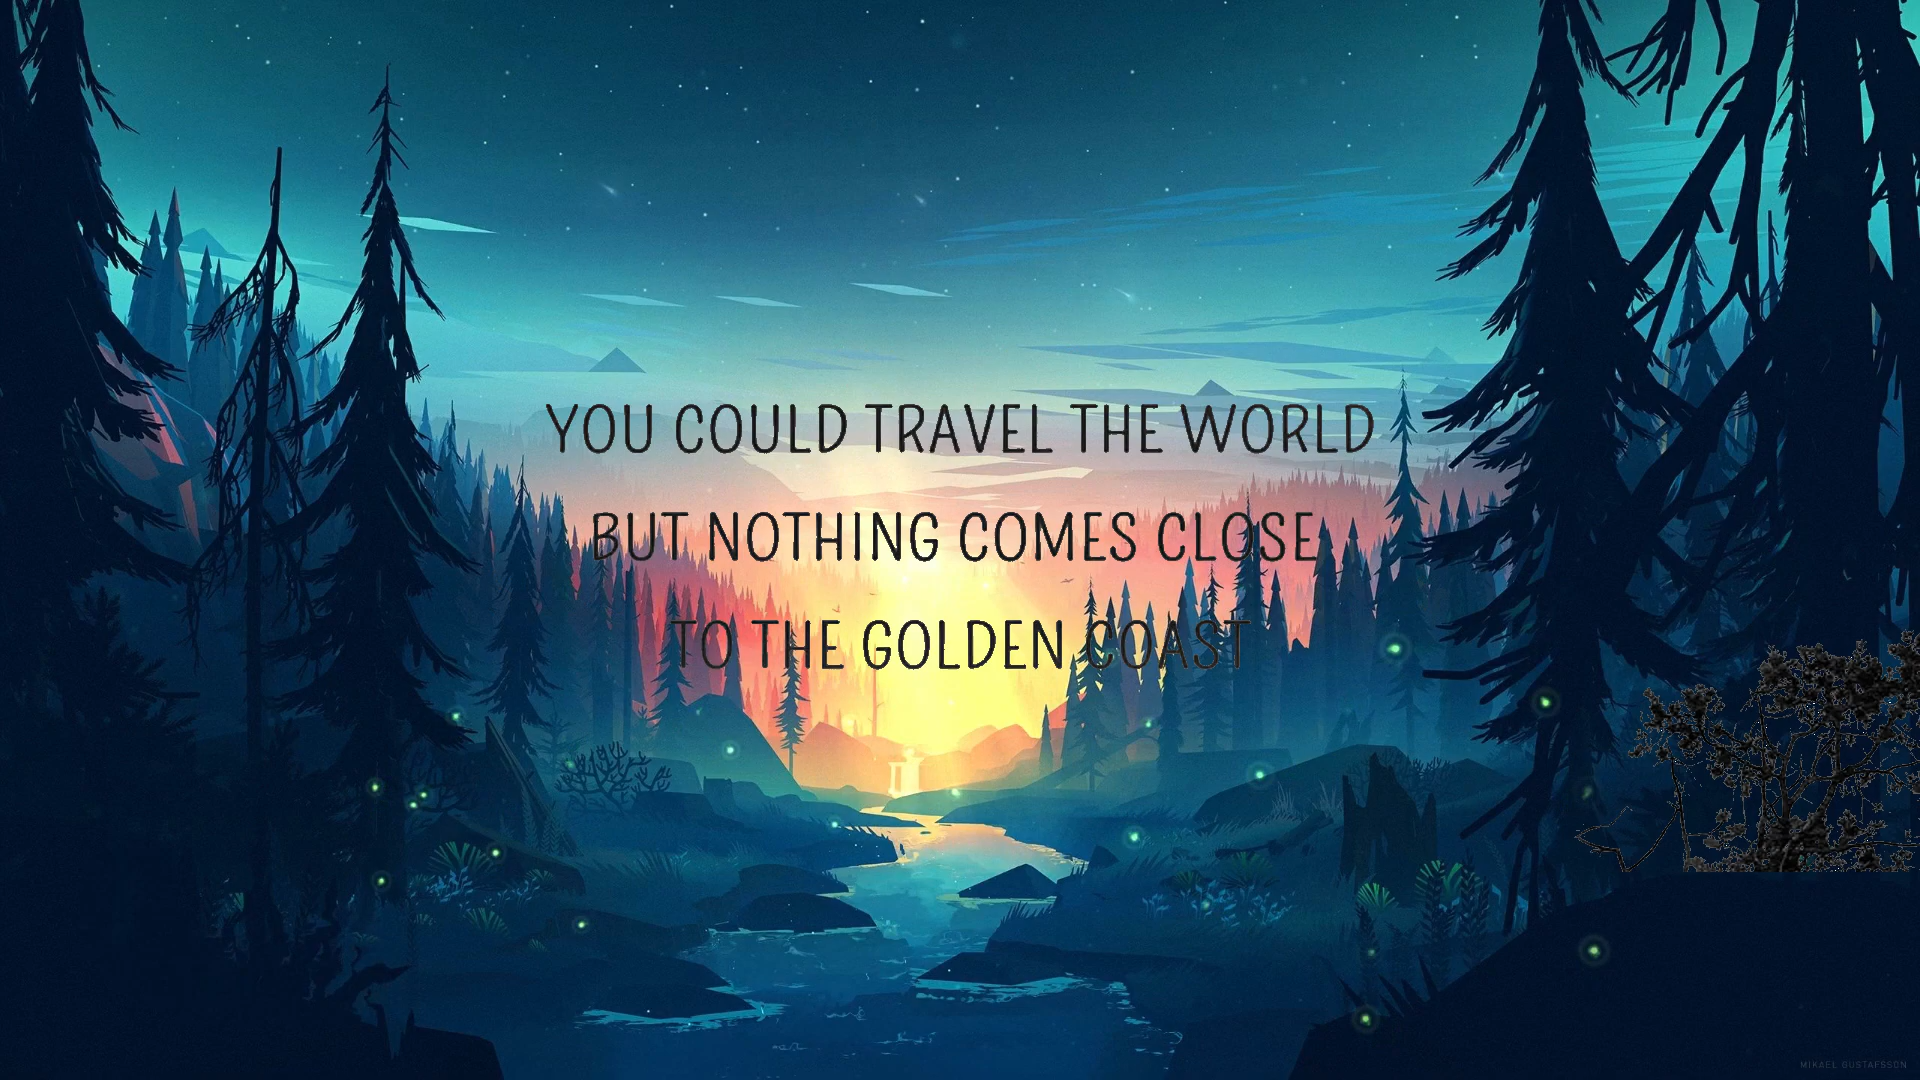 YOU COULD TRAVEL THE WORLD
BUT NOTHING COMES CLOSE
TO THE GOLDEN COAST
MIKAEL GUSTAFSSON